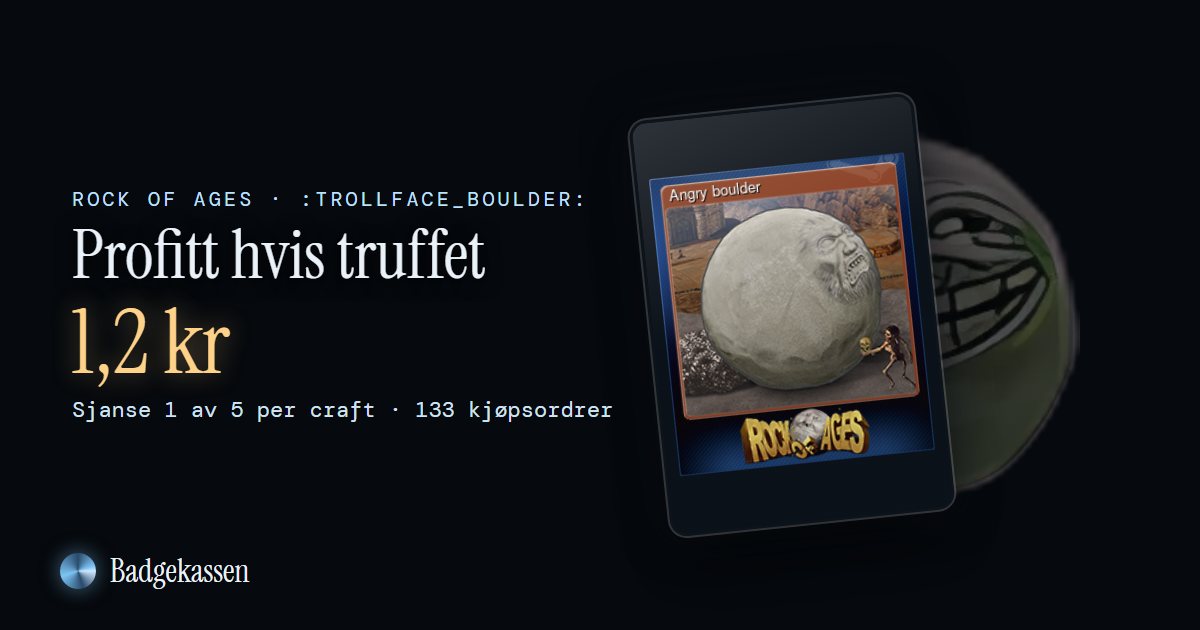 ROCK OF AGES · :TROLLFACE_BOULDER:
Profitt hvis truffet
1,2 kr
Sjanse 1 av 5 per craft · 133 kjøpsordrer
Angry boulder
ROCK OF AGES
Badgekassen